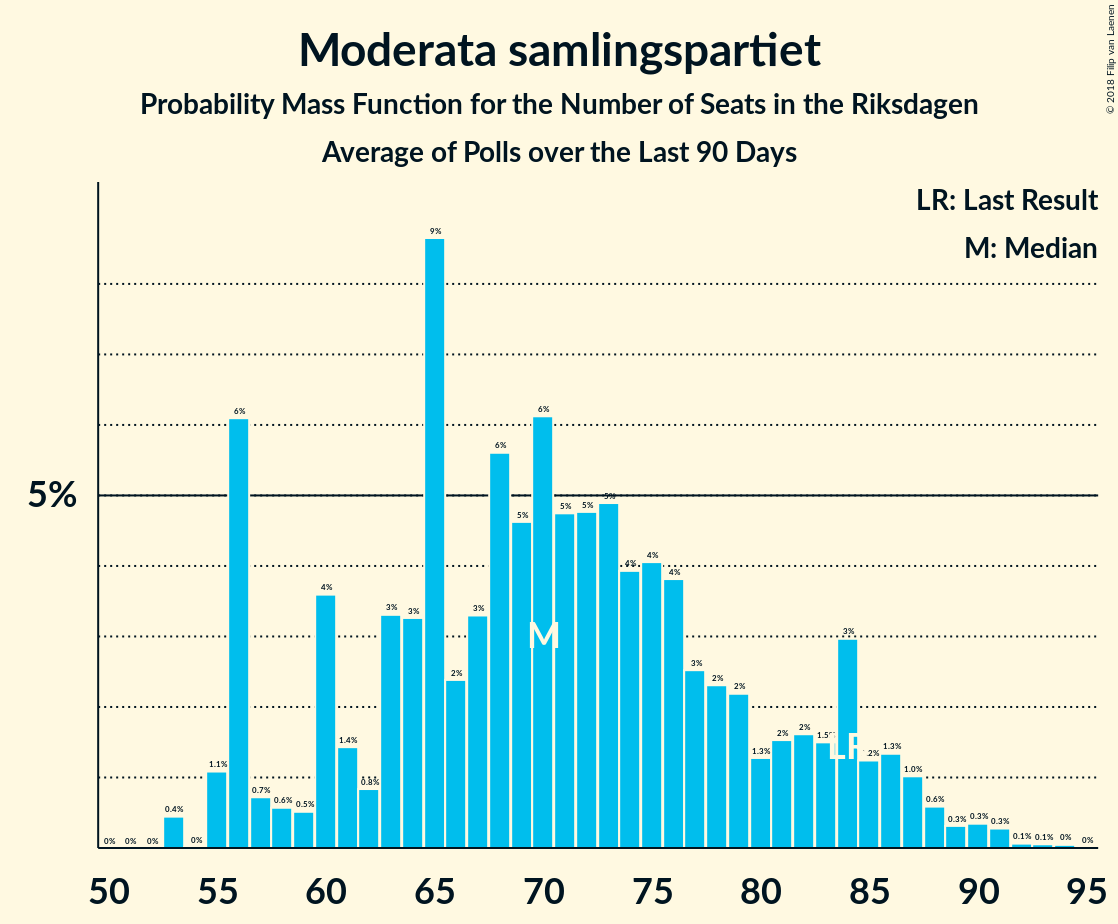 © 2018 Filip van Laenen
Moderata samlingspartiet
Probability Mass Function for the Number of Seats in the Riksdagen
Average of Polls over the Last 90 Days
LR: Last Result
M: Median
5%
0% 0% 0% 0.4% 0% 1.1% 6% 0.7% 0.6% 0.5% 4% 1.4% 0.8% 3% 3% 9% 2% 3% 6% 5% 6% 5% 5% 5% 4% 4% 4% 3% 2% 2% 1.3% 2% 2% 1.5% 3% 1.3% 1.0% 0.6% 0.3% 0.3% 0.3% 0.1% 0.1% 0% 0%
M
LR
50 55 60 65 70 75 80 85 90 95